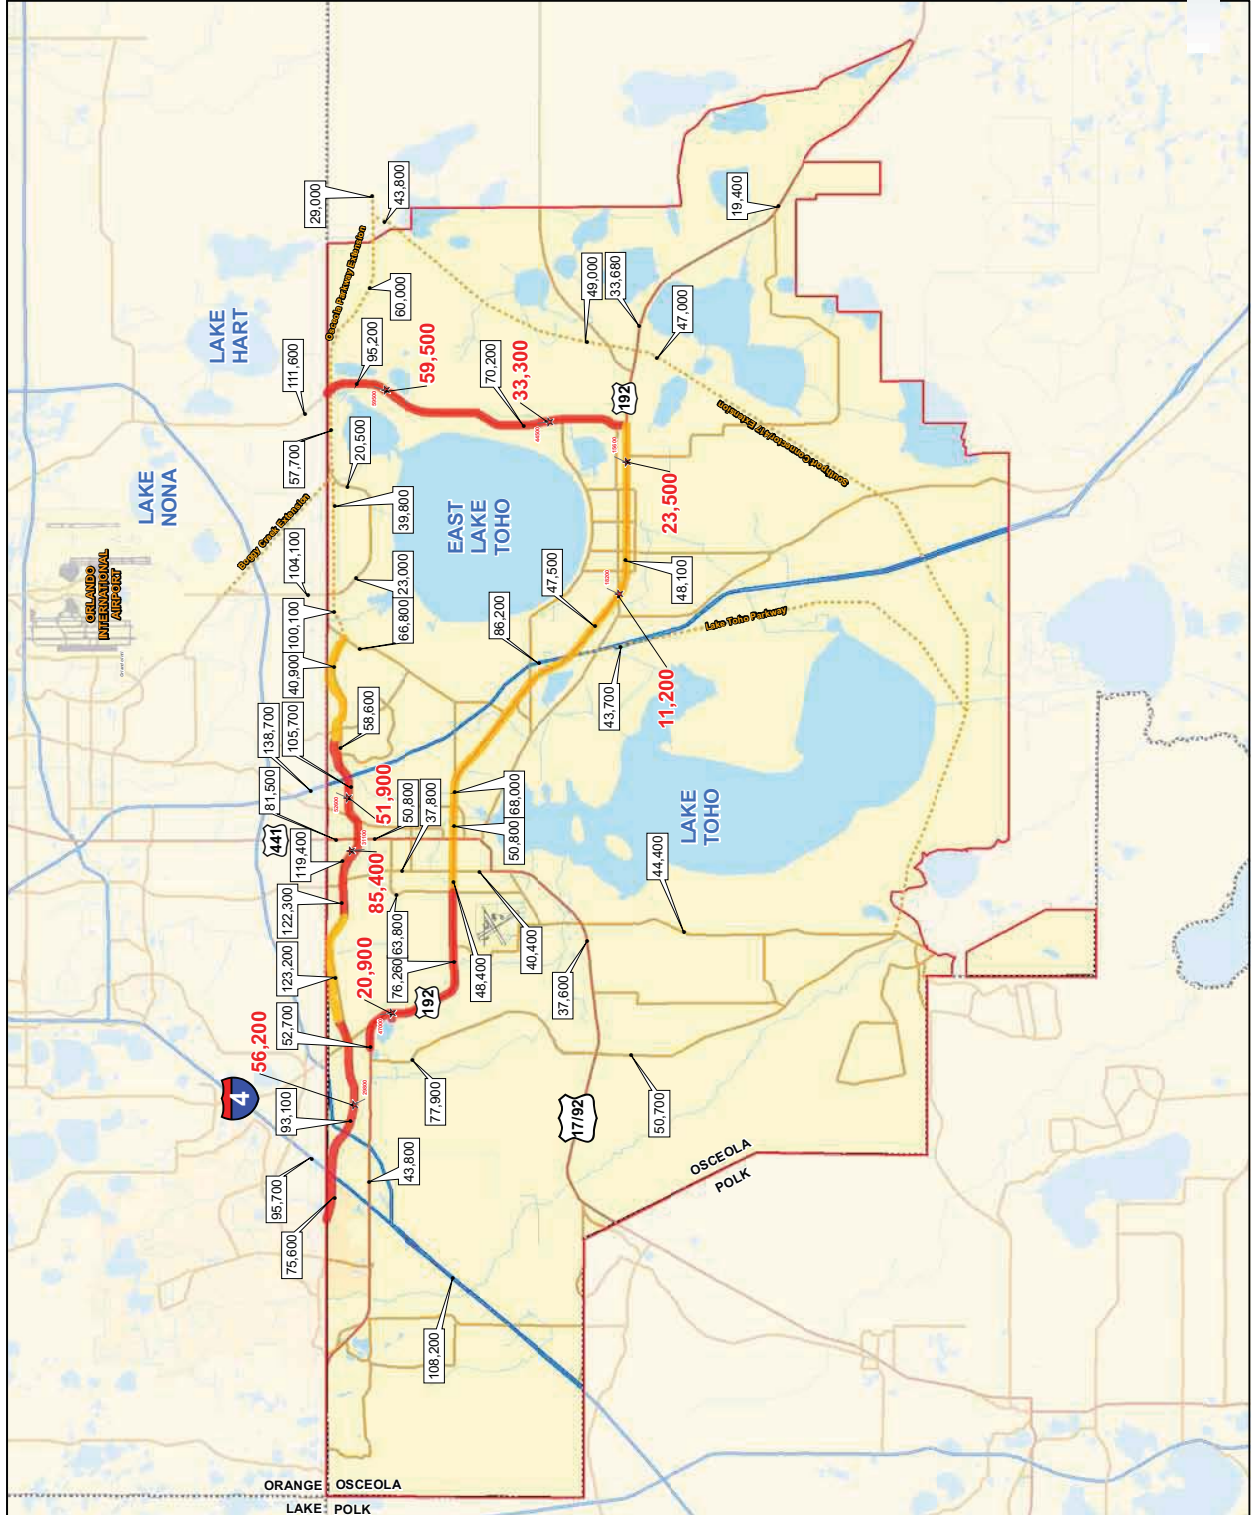 29,000
43,800
19,400
Osceola Parkway Extension
60,000
49,000
33,680
LAKE
HART
111,600
95,200
59,500
70,200
33,300
47,000
192
57,700
20,500
LAKE
NONA
Boggy Creek Extension
39,800
EAST
LAKE
TOHO
23,500
Southport Connector/417 Extension
ORLANDO
INTERNATIONAL
AIRPORT
104,100
23,000
47,500
48,100
100,100
66,800
86,200
Lake Toho Parkway
40,900
43,700
11,200
138,700
105,700
58,600
81,500
51,900
50,800
37,800
68,000
441
119,400
85,400
50,800
LAKE
TOHO
122,300
63,800
44,400
123,200
20,900
76,260
48,400
40,400
37,600
52,700
192
56,200
4
93,100
77,900
17/92
50,700
95,700
43,800
OSCEOLA
POLK
75,600
108,200
ORANGE
OSCEOLA
LAKE
POLK